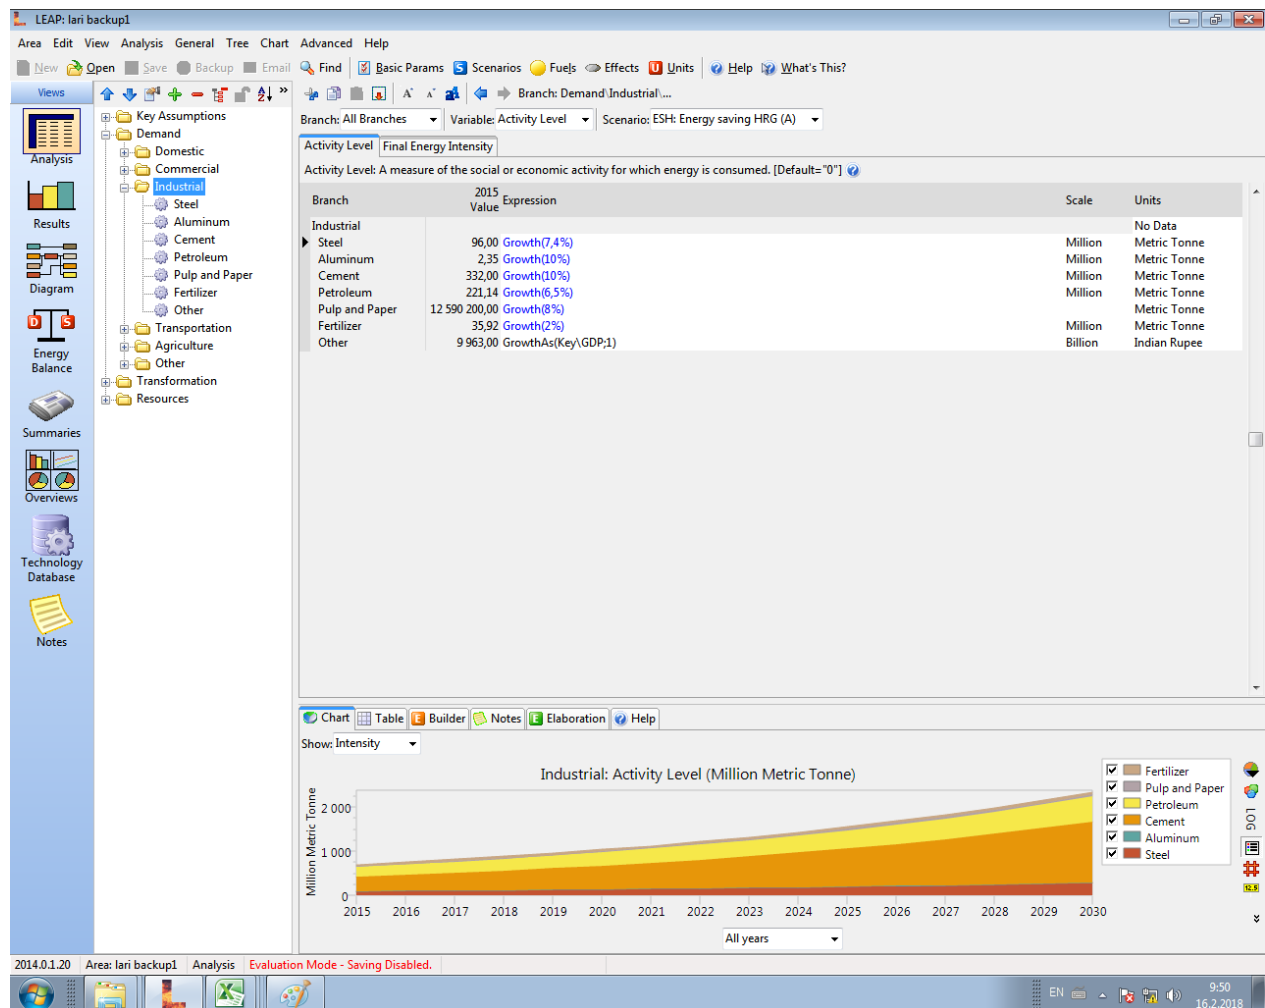 LEAP: lari backup1
Area Edit View Analysis General Tree Chart Advanced Help
New Open Save Backup Email Find Basic Params S Scenarios Fuels Effects U Units Help What's This?
Views
Analysis
Results
Diagram
D S
Energy
Balance
Summaries
Overviews
Technology
Database
Notes
Key Assumptions
Demand
Domestic
Commercial
Industrial
Steel
Aluminum
Cement
Petroleum
Pulp and Paper
Fertilizer
Other
Transportation
Agriculture
Other
Transformation
Resources
Branch: Demand\Industrial\...
Branch: All Branches Variable: Activity Level Scenario: ESH: Energy saving HRG (A)
Activity Level Final Energy Intensity
Activity Level: A measure of the social or economic activity for which energy is consumed. [Default="0"]
Branch 2015 Value Expression Scale Units
Industrial No Data
Steel 96,00 Growth(7,4%) Million Metric Tonne
Aluminum 2,35 Growth(10%) Million Metric Tonne
Cement 332,00 Growth(10%) Million Metric Tonne
Petroleum 221,14 Growth(6,5%) Million Metric Tonne
Pulp and Paper 12 590 200,00 Growth(8%) Metric Tonne
Fertilizer 35,92 Growth(2%) Million Metric Tonne
Other 9 963,00 GrowthAs(Key\GDP;1) Billion Indian Rupee
Chart Table E Builder Notes E Elaboration Help
Show: Intensity
Industrial: Activity Level (Million Metric Tonne)
Million Metric Tonne
2 000
1 000
0
2015 2016 2017 2018 2019 2020 2021 2022 2023 2024 2025 2026 2027 2028 2029 2030
Fertilizer
Pulp and Paper
Petroleum
Cement
Aluminum
Steel
LOG
12.5
All years
2014.0.1.20 Area: lari backup1 Analysis Evaluation Mode - Saving Disabled.
EN 9:50
16.2.2018